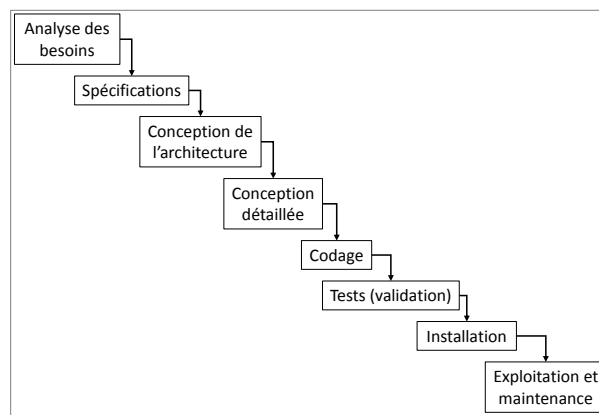 Analyse des
besoins
Spécifications
Conception de
l'architecture
Conception
détaillée
Codage
Tests (validation)
Installation
Exploitation et
maintenance